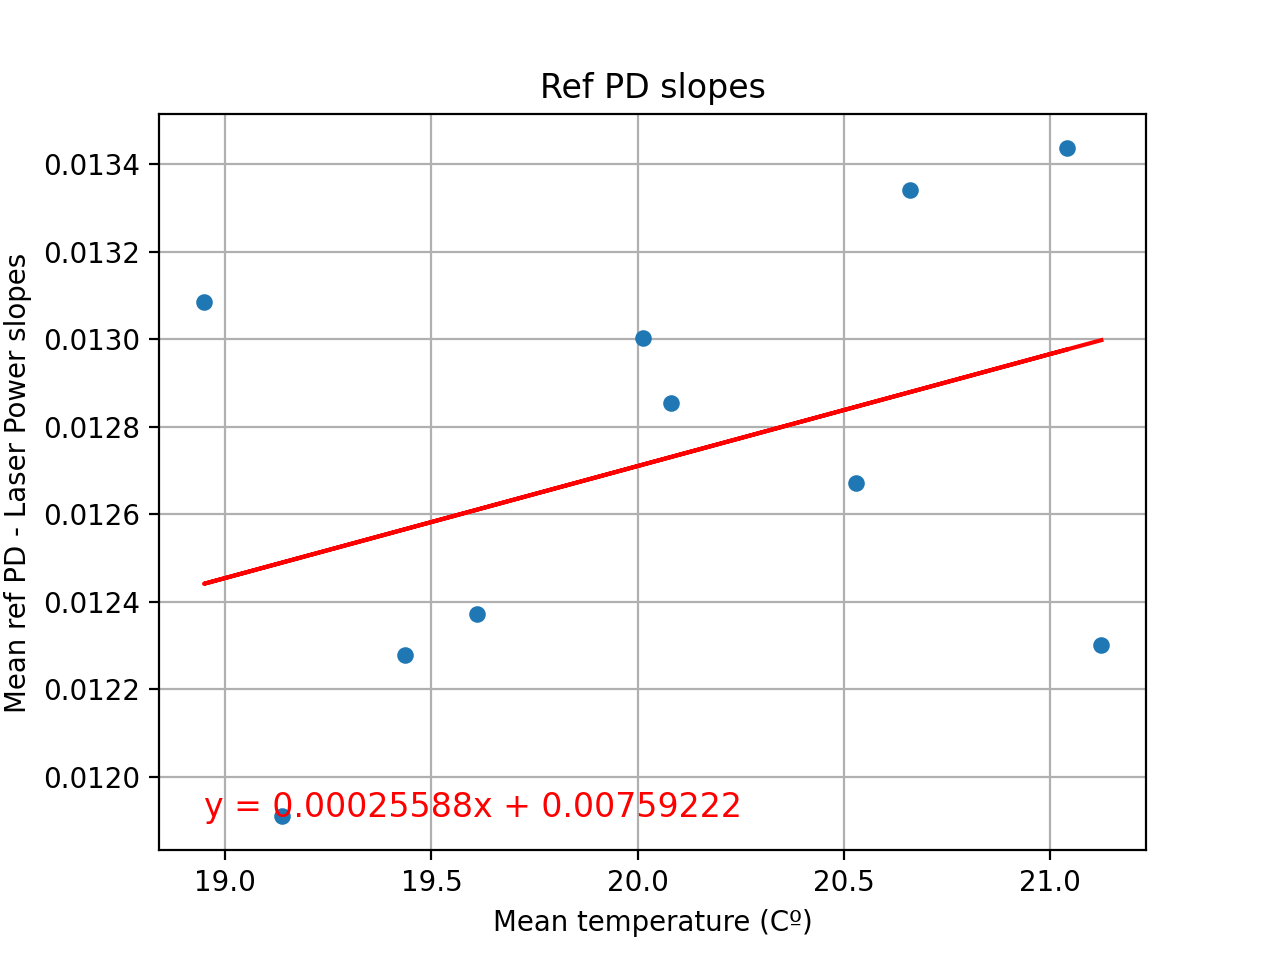 Ref PD slopes
0.0134
0.0132
0.0130
0.0128
0.0126
0.0124
0.0122
0.0120
Mean ref PD - Laser Power slopes
y = 0.00025588x + 0.00759222
19.0 19.5 20.0 20.5 21.0
Mean temperature (Cº)